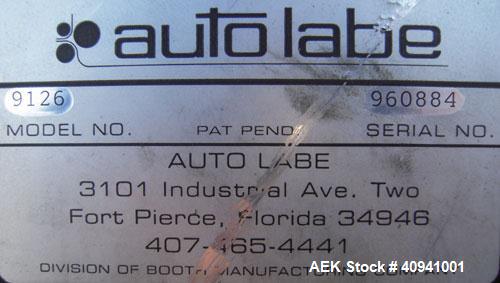 auto labe
9126 960884
MODEL NO. PAT PEND. SERIAL NO.
AUTO LABE
3101 Industrial Ave. Two
Fort Pierce, Florida 34946
407-465-4441
DIVISION OF BOOTH MANUFACTURING COMPANY
AEK Stock # 40941001